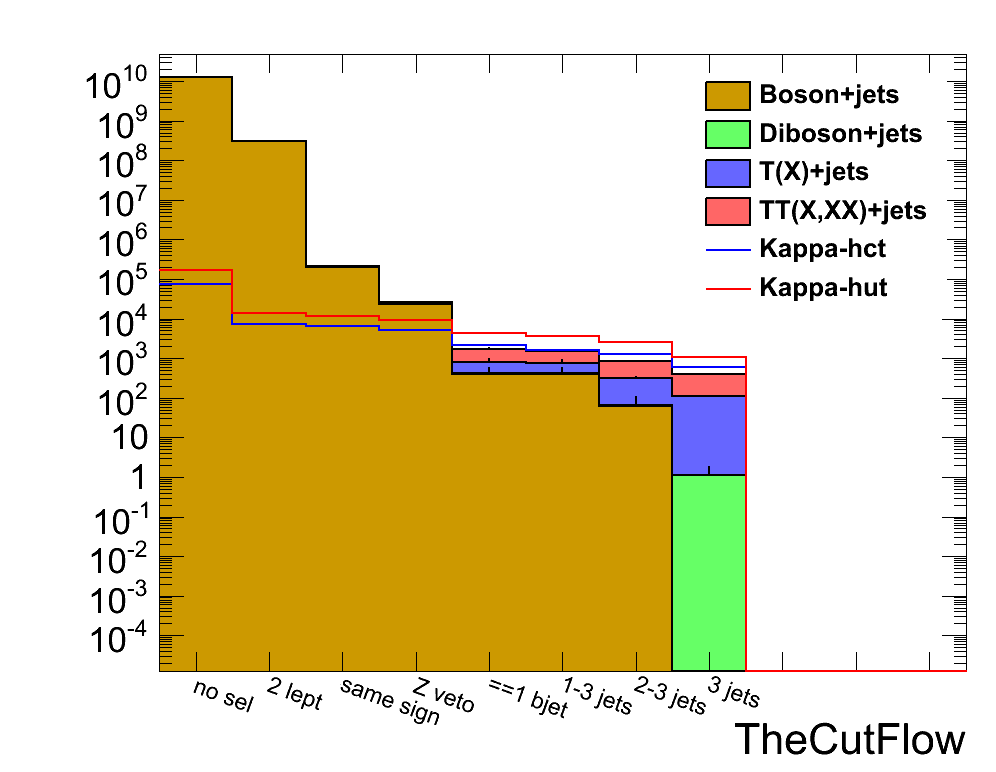 10^10
10^9
10^8
10^7
10^6
10^5
10^4
10^3
10^2
10
1
10^-1
10^-2
10^-3
10^-4
Boson+jets
Diboson+jets
T(X)+jets
TT(X,XX)+jets
Kappa-hct
Kappa-hut
no sel
2 lept
same sign
Z veto
==1 bjet
1-3 jets
2-3 jets
3 jets
TheCutFlow